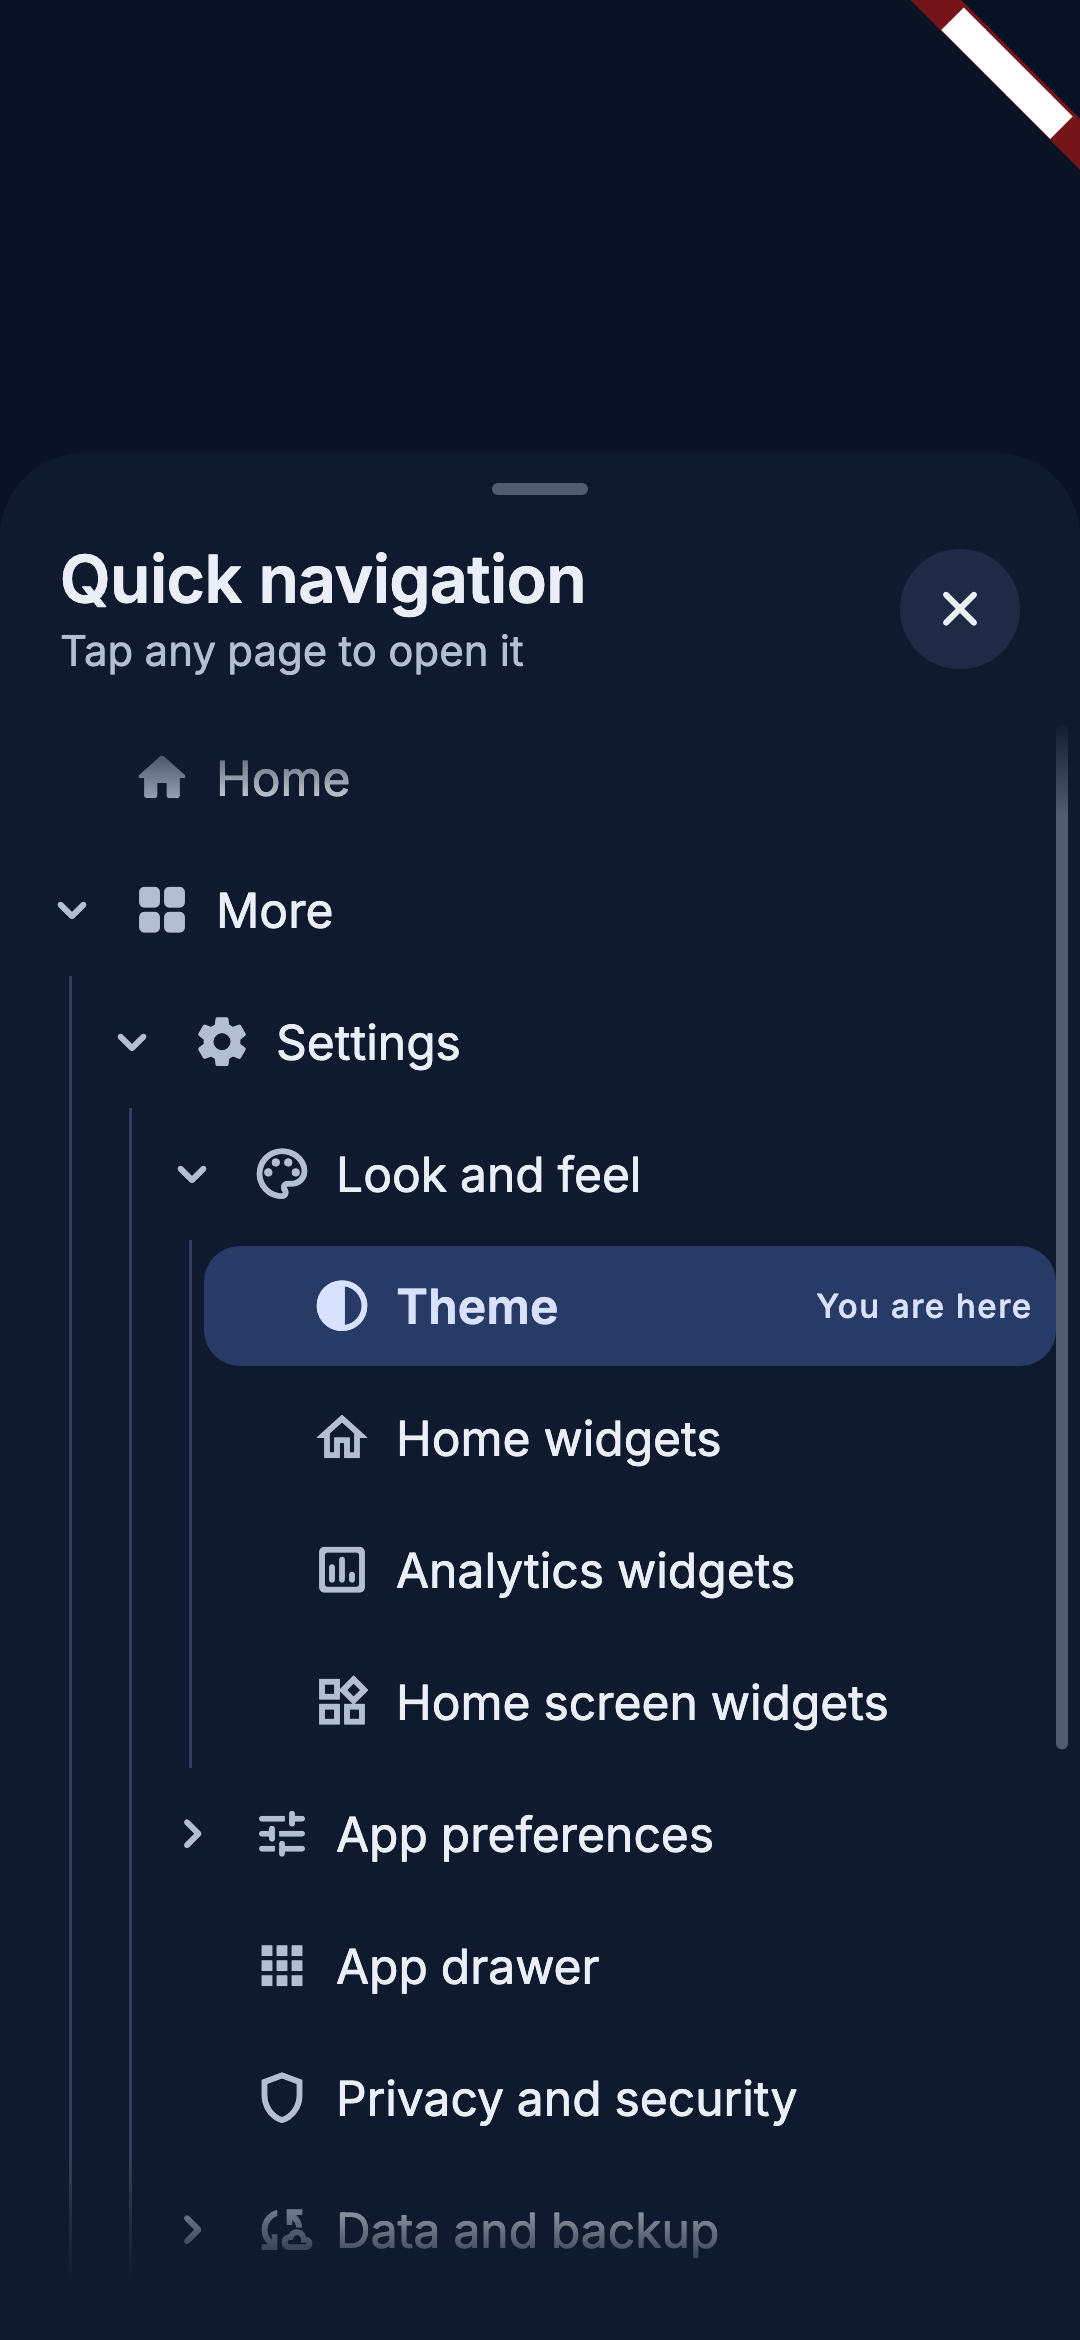 Quick navigation
Tap any page to open it
Home
More
Settings
Look and feel
Theme
You are here
Home widgets
Analytics widgets
Home screen widgets
App preferences
App drawer
Privacy and security
Data and backup